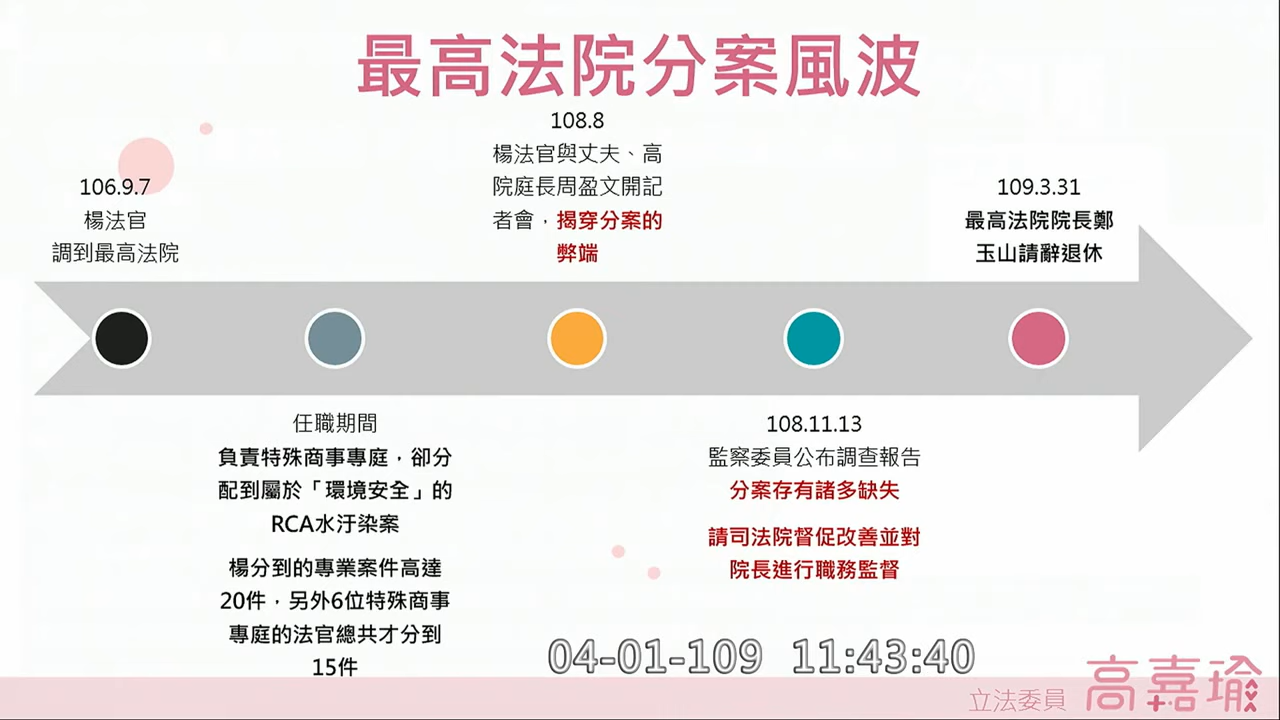 最高法院分案風波
106.9.7
楊法官
調到最高法院
任職期間
負責特殊商事專庭，卻分
配到屬於「環境安全」的
RCA水汙染案
楊分到的專業案件高達
20件，另外6位特殊商事
專庭的法官總共才分到
15件
108.8
楊法官與丈夫、高
院庭長周盈文開記
者會，揭穿分案的
弊端
108.11.13
監察委員公布調查報告
分案存有諸多缺失
請司法院督促改善並對
院長進行職務監督
109.3.31
最高法院院長鄭
玉山請辭退休
04-01-109 11:43:40
立法委員 高嘉瑜